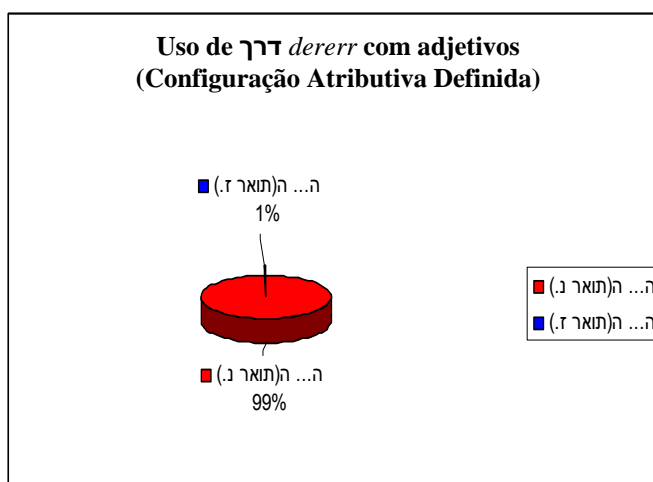 Uso de דרך dererr com adjetivos
(Configuração Atributiva Definida)
ה... ה(תואר ז.)
1%
ה... ה(תואר נ.)
ה... ה(תואר ז.)
ה... ה(תואר נ.)
99%